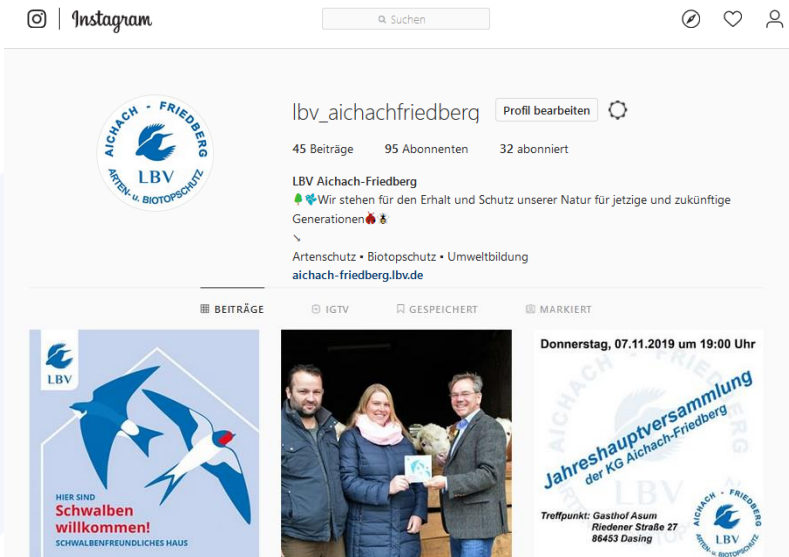 Instagram
Suchen
AICHACH - FRIEDBERG
LBV
ARTEN- u. BIOTOPSCHUTZ
lbv_aichachfriedberg
Profil bearbeiten
45 Beiträge 95 Abonnenten 32 abonniert
LBV Aichach-Friedberg
Wir stehen für den Erhalt und Schutz unserer Natur für jetzige und zukünftige
Generationen
Artenschutz • Biotopschutz • Umweltbildung
aichach-friedberg.lbv.de
BEITRÄGE
IGTV
GESPEICHERT
MARKIERT
LBV
HIER SIND
Schwalben
willkommen!
SCHWALBENFREUNDLICHES HAUS
Donnerstag, 07.11.2019 um 19:00 Uhr
AICHACH - FRIEDBERG
LBV
Jahreshauptversammlung
der KG Aichach-Friedberg
Treffpunkt: Gasthof Asum
Riedener Straße 27
86453 Dasing
AICHACH - FRIEDBERG
LBV
ARTEN- u. BIOTOPSCHUTZ